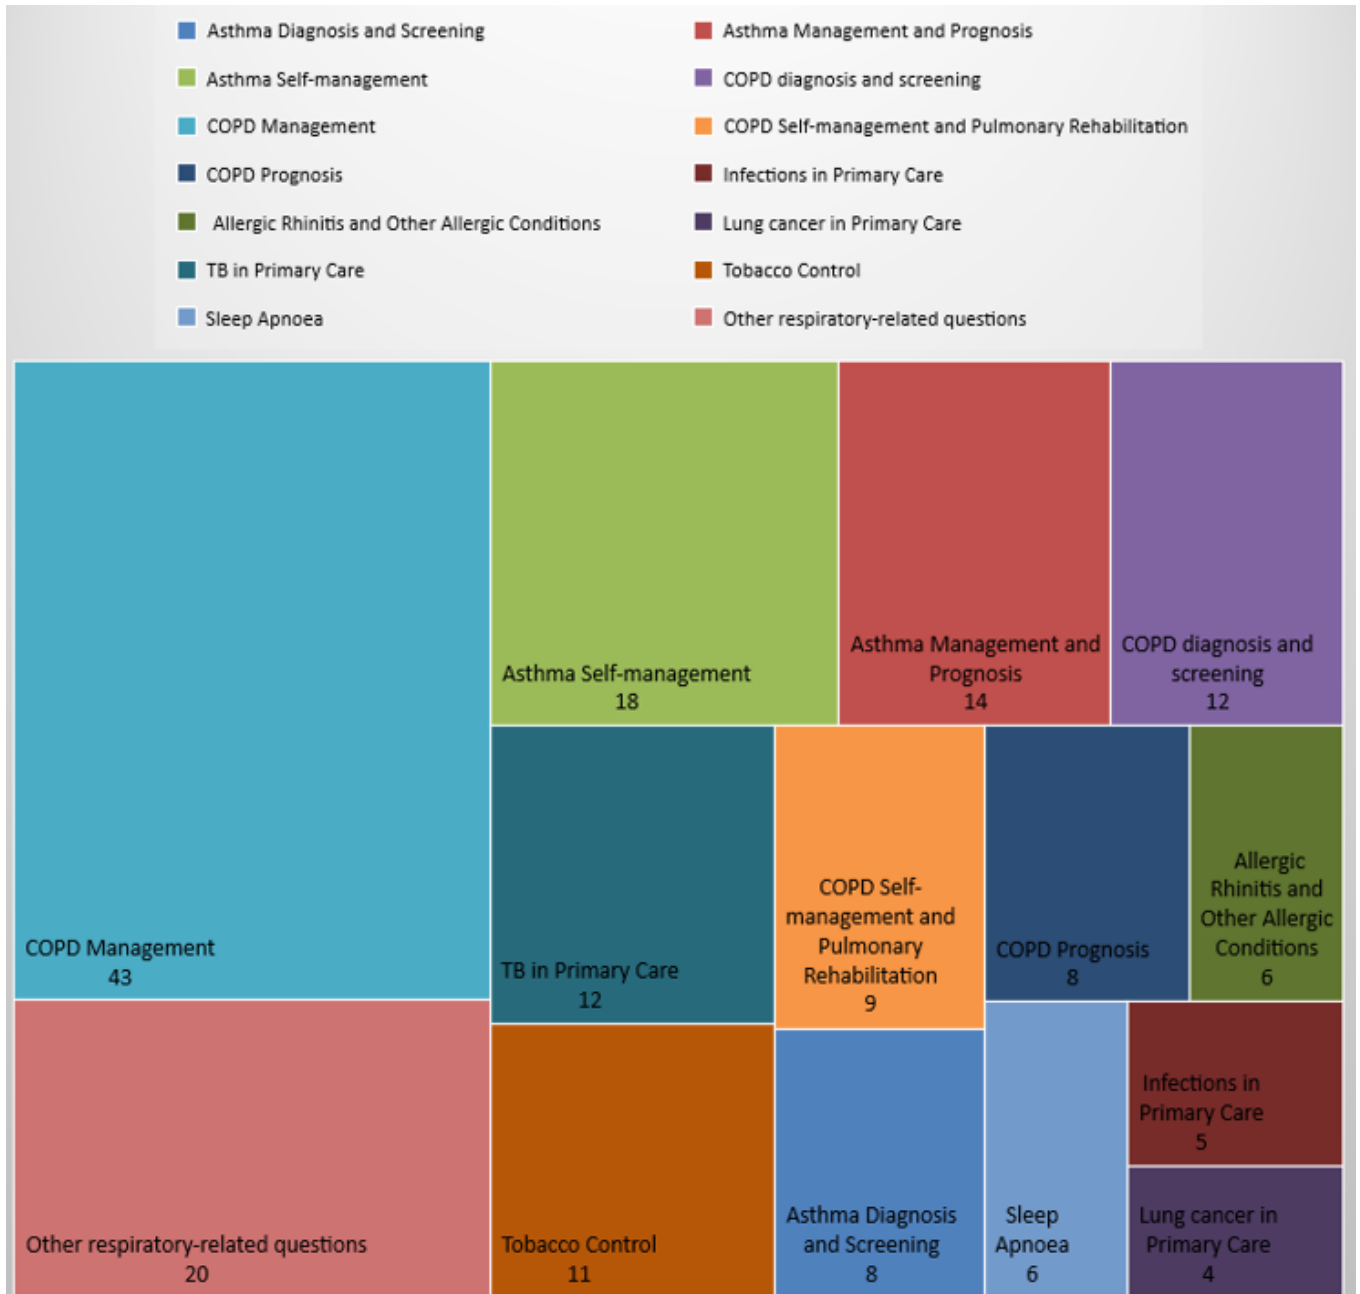 Asthma Diagnosis and Screening
Asthma Management and Prognosis
Asthma Self-management
COPD diagnosis and screening
COPD Management
COPD Self-management and Pulmonary Rehabilitation
COPD Prognosis
Infections in Primary Care
Allergic Rhinitis and Other Allergic Conditions
Lung cancer in Primary Care
TB in Primary Care
Tobacco Control
Sleep Apnoea
Other respiratory-related questions
COPD Management
43
Asthma Self-management
18
Asthma Management and
Prognosis
14
COPD diagnosis and
screening
12
TB in Primary Care
12
COPD Self-
management and
Pulmonary
Rehabilitation
9
COPD Prognosis
8
Allergic
Rhinitis and
Other Allergic
Conditions
6
Other respiratory-related questions
20
Tobacco Control
11
Asthma Diagnosis
and Screening
8
Sleep
Apnoea
6
Infections in
Primary Care
5
Lung cancer in
Primary Care
4